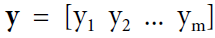 y = [y₁ y₂ ... yₘ]